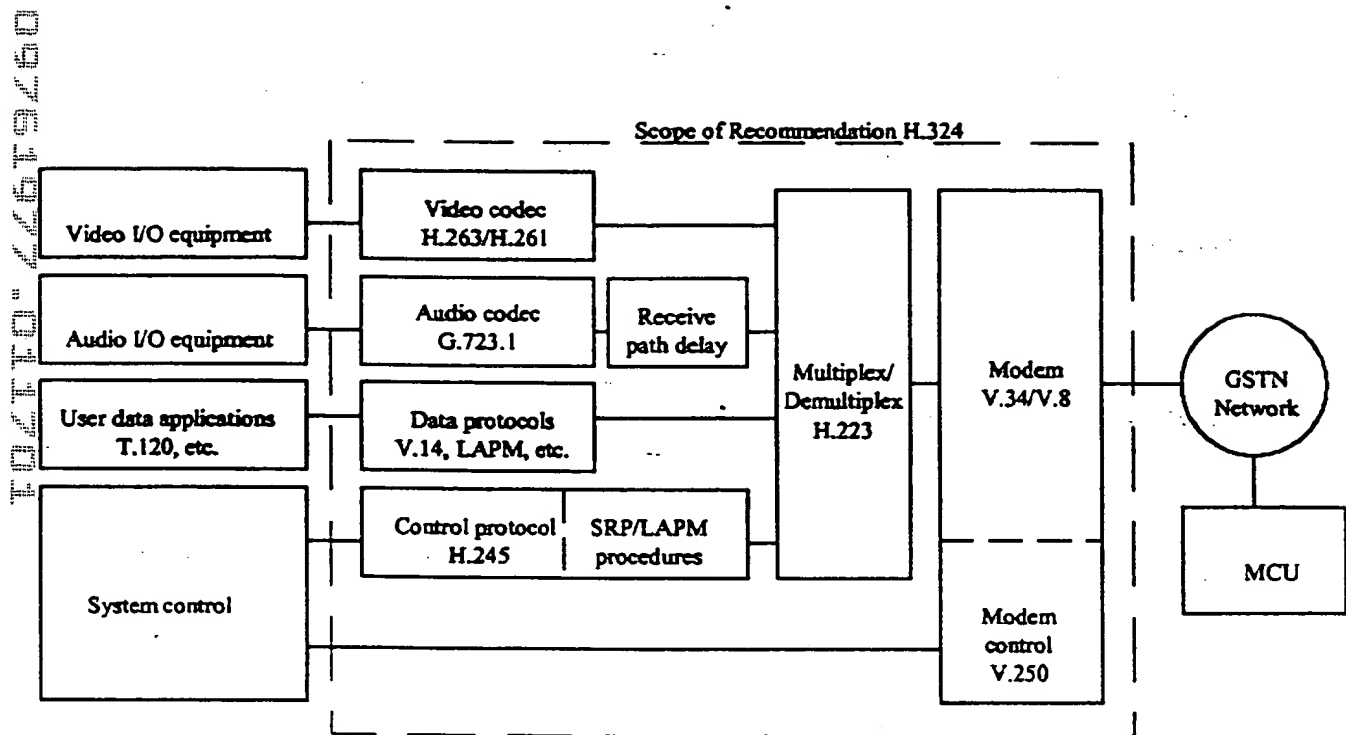 Scope of Recommendation H.324
Video I/O equipment
Video codec
H.263/H.261
Audio I/O equipment
Audio codec
G.723.1
Receive
path delay
User data applications
T.120, etc.
Data protocols
V.14, LAPM, etc.
Multiplex/
Demultiplex
H.223
Modem
V.34/V.8
GSTN
Network
System control
Control protocol
H.245
SRP/LAPM
procedures
Modem
control
V.250
MCU